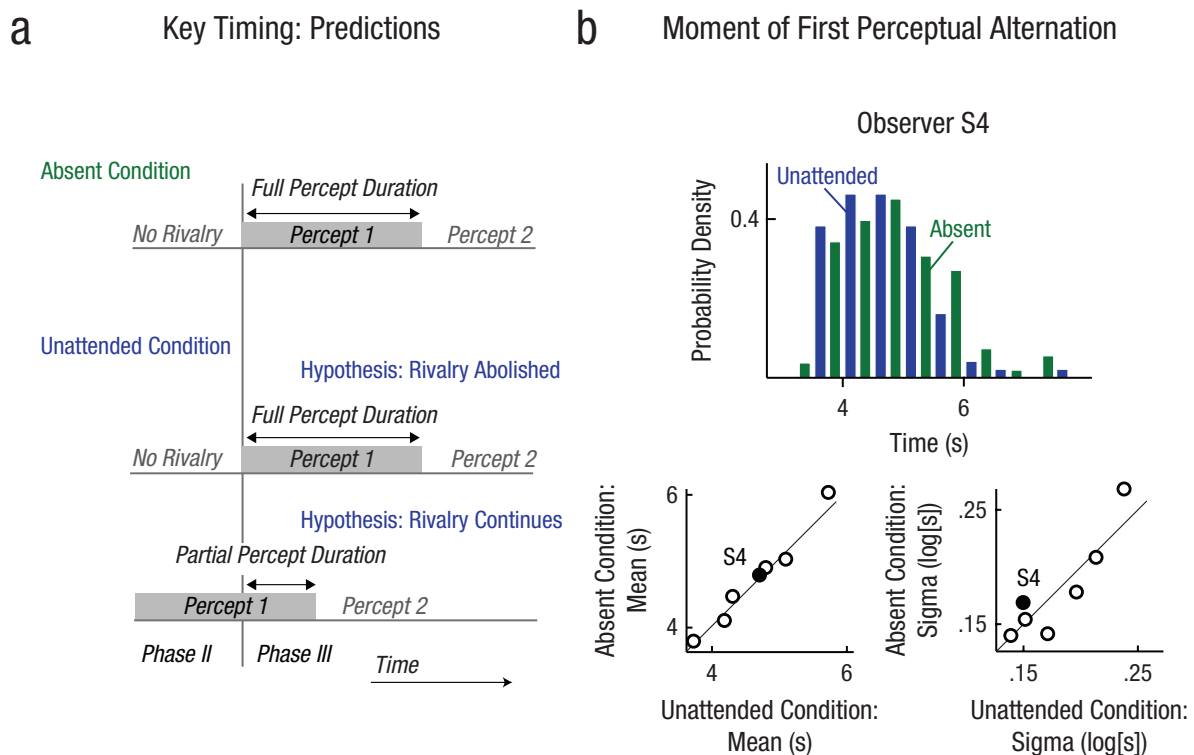 a
Key Timing: Predictions
Absent Condition
Full Percept Duration
No Rivalry
Percept 1
Percept 2
Unattended Condition
Hypothesis: Rivalry Abolished
Full Percept Duration
No Rivalry
Percept 1
Percept 2
Hypothesis: Rivalry Continues
Partial Percept Duration
Percept 1
Percept 2
Phase II
Phase III
Time
b
Moment of First Perceptual Alternation
Observer S4
Unattended
Absent
Probability Density
0.4
4
6
Time (s)
Absent Condition:
Mean (s)
6
4
S4
4
6
Unattended Condition:
Mean (s)
Absent Condition:
Sigma (log[s])
.25
.15
S4
.15
.25
Unattended Condition:
Sigma (log[s])